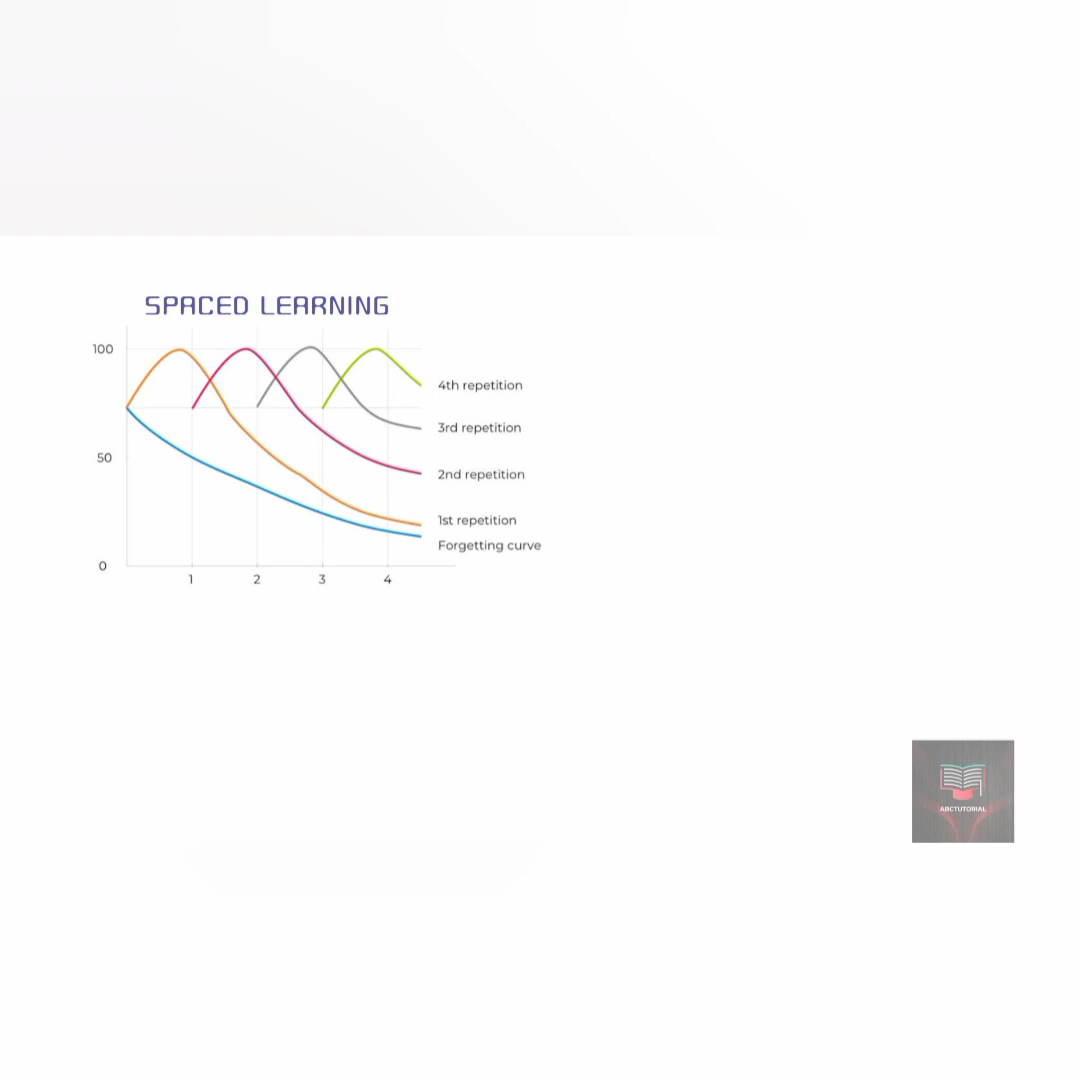 SPACED LEARNING
100
50
0
1 2 3 4
4th repetition
3rd repetition
2nd repetition
1st repetition
Forgetting curve
ABCTUTORIAL